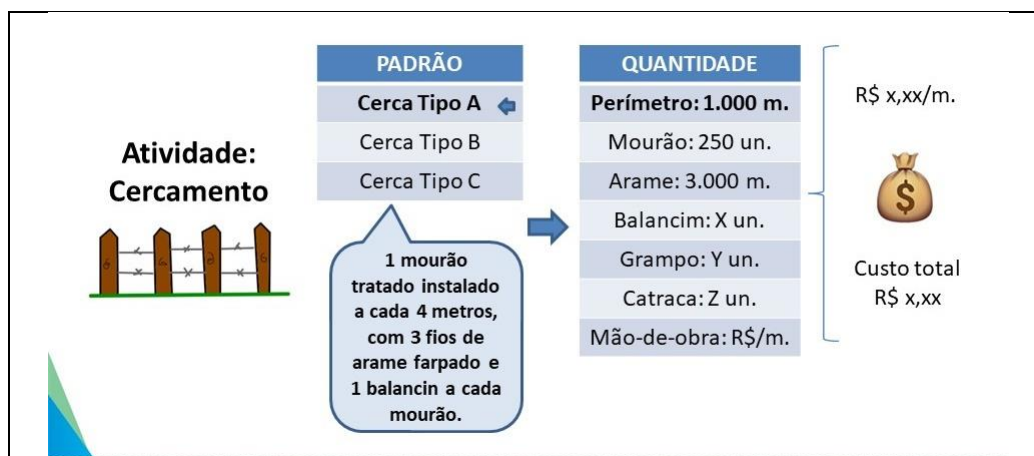 Atividade:
Cercamento
PADRÃO
Cerca Tipo A
Cerca Tipo B
Cerca Tipo C
1 mourão
tratado instalado
a cada 4 metros,
com 3 fios de
arame farpado e
1 balancin a cada
mourão.
QUANTIDADE
Perímetro: 1.000 m.
Mourão: 250 un.
Arame: 3.000 m.
Balancim: X un.
Grampo: Y un.
Catraca: Z un.
Mão-de-obra: R$/m.
R$ x,xx/m.
$
Custo total
R$ x,xx